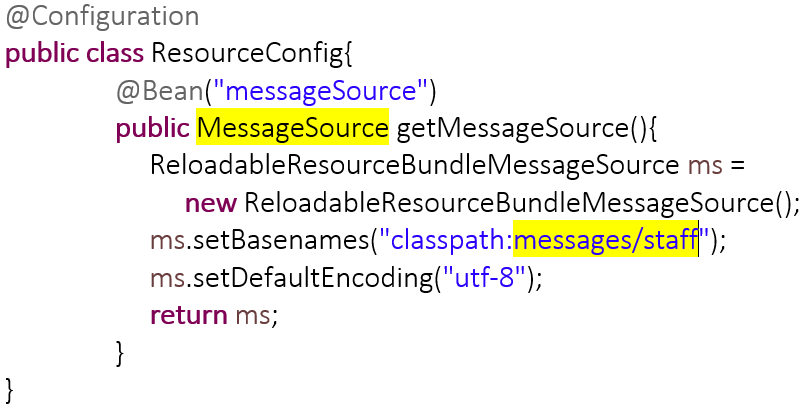 @Configuration
public class ResourceConfig{
@Bean("messageSource")
public MessageSource getMessageSource(){
ReloadableResourceBundleMessageSource ms =
new ReloadableResourceBundleMessageSource();
ms.setBasenames("classpath:messages/staff");
ms.setDefaultEncoding("utf-8");
return ms;
}
}